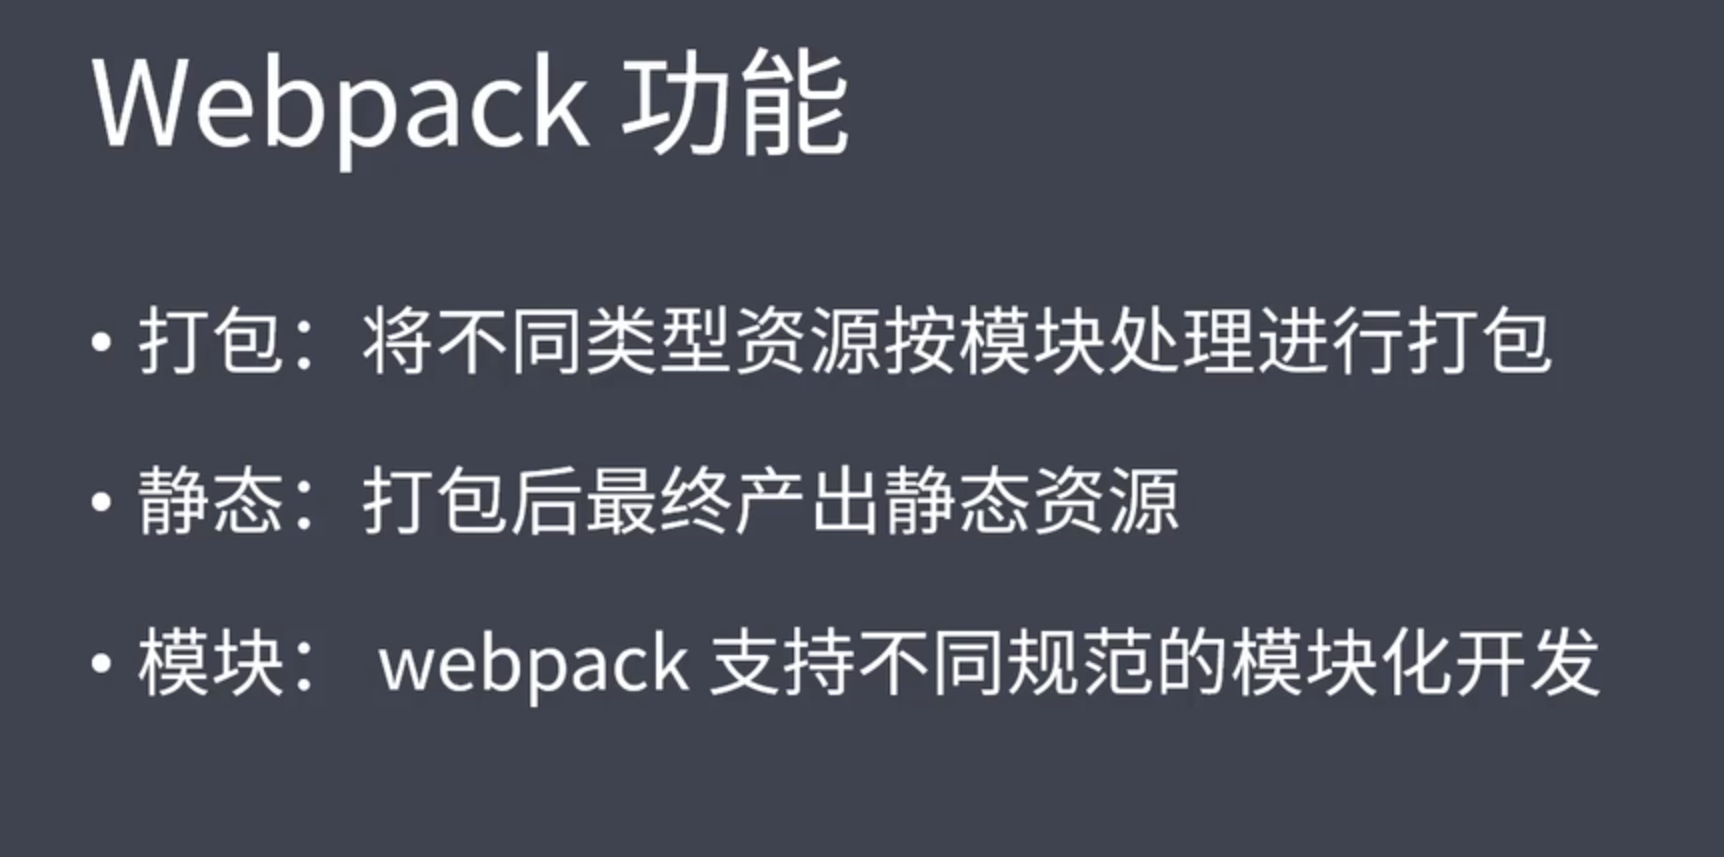 Webpack 功能
• 打包：将不同类型资源按模块处理进行打包
• 静态：打包后最终产出静态资源
• 模块： webpack 支持不同规范的模块化开发